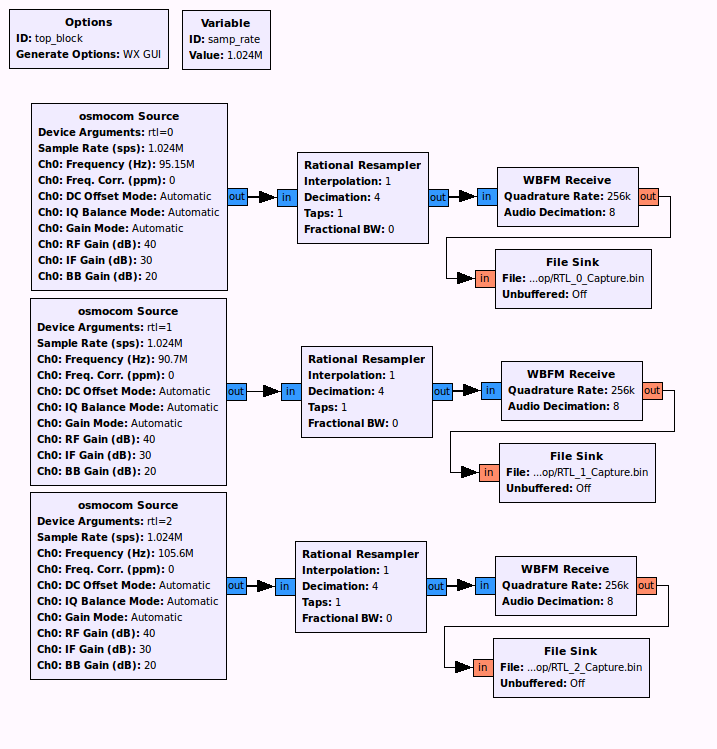 Options
ID: top_block
Generate Options: WX GUI
Variable
ID: samp_rate
Value: 1.024M
osmocom Source
Device Arguments: rtl=0
Sample Rate (sps): 1.024M
Ch0: Frequency (Hz): 95.15M
Ch0: Freq. Corr. (ppm): 0
Ch0: DC Offset Mode: Automatic
Ch0: IQ Balance Mode: Automatic
Ch0: Gain Mode: Automatic
Ch0: RF Gain (dB): 40
Ch0: IF Gain (dB): 30
Ch0: BB Gain (dB): 20
out
in
Rational Resampler
Interpolation: 1
Decimation: 4
Taps: 1
Fractional BW: 0
out
in
WBFM Receive
Quadrature Rate: 256k
Audio Decimation: 8
out
in
File Sink
File: ...op/RTL_0_Capture.bin
Unbuffered: Off
osmocom Source
Device Arguments: rtl=1
Sample Rate (sps): 1.024M
Ch0: Frequency (Hz): 90.7M
Ch0: Freq. Corr. (ppm): 0
Ch0: DC Offset Mode: Automatic
Ch0: IQ Balance Mode: Automatic
Ch0: Gain Mode: Automatic
Ch0: RF Gain (dB): 40
Ch0: IF Gain (dB): 30
Ch0: BB Gain (dB): 20
out
in
Rational Resampler
Interpolation: 1
Decimation: 4
Taps: 1
Fractional BW: 0
out
in
WBFM Receive
Quadrature Rate: 256k
Audio Decimation: 8
out
in
File Sink
File: ...op/RTL_1_Capture.bin
Unbuffered: Off
osmocom Source
Device Arguments: rtl=2
Sample Rate (sps): 1.024M
Ch0: Frequency (Hz): 105.6M
Ch0: Freq. Corr. (ppm): 0
Ch0: DC Offset Mode: Automatic
Ch0: IQ Balance Mode: Automatic
Ch0: Gain Mode: Automatic
Ch0: RF Gain (dB): 40
Ch0: IF Gain (dB): 30
Ch0: BB Gain (dB): 20
out
in
Rational Resampler
Interpolation: 1
Decimation: 4
Taps: 1
Fractional BW: 0
out
in
WBFM Receive
Quadrature Rate: 256k
Audio Decimation: 8
out
in
File Sink
File: ...op/RTL_2_Capture.bin
Unbuffered: Off